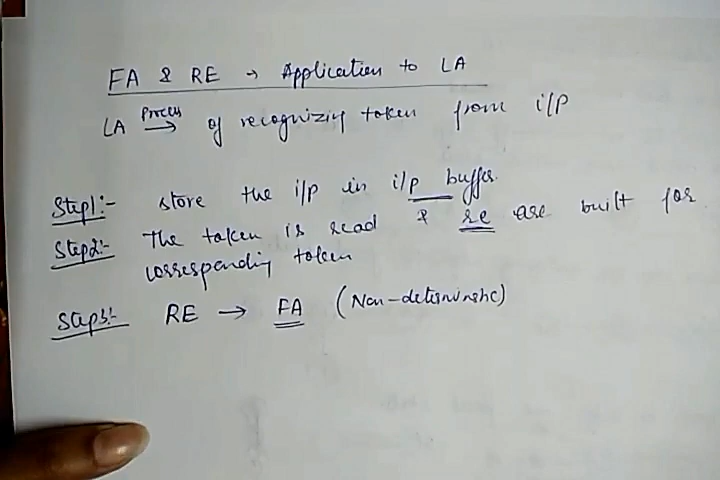 FA & RE → Application to LA
LA Process → of recognizing token from i/p
Step1:- store the i/p in i/p buffer.
Step2:- The token is read & re are built for
corresponding token
Step3:- RE → FA (Non-deterministic)